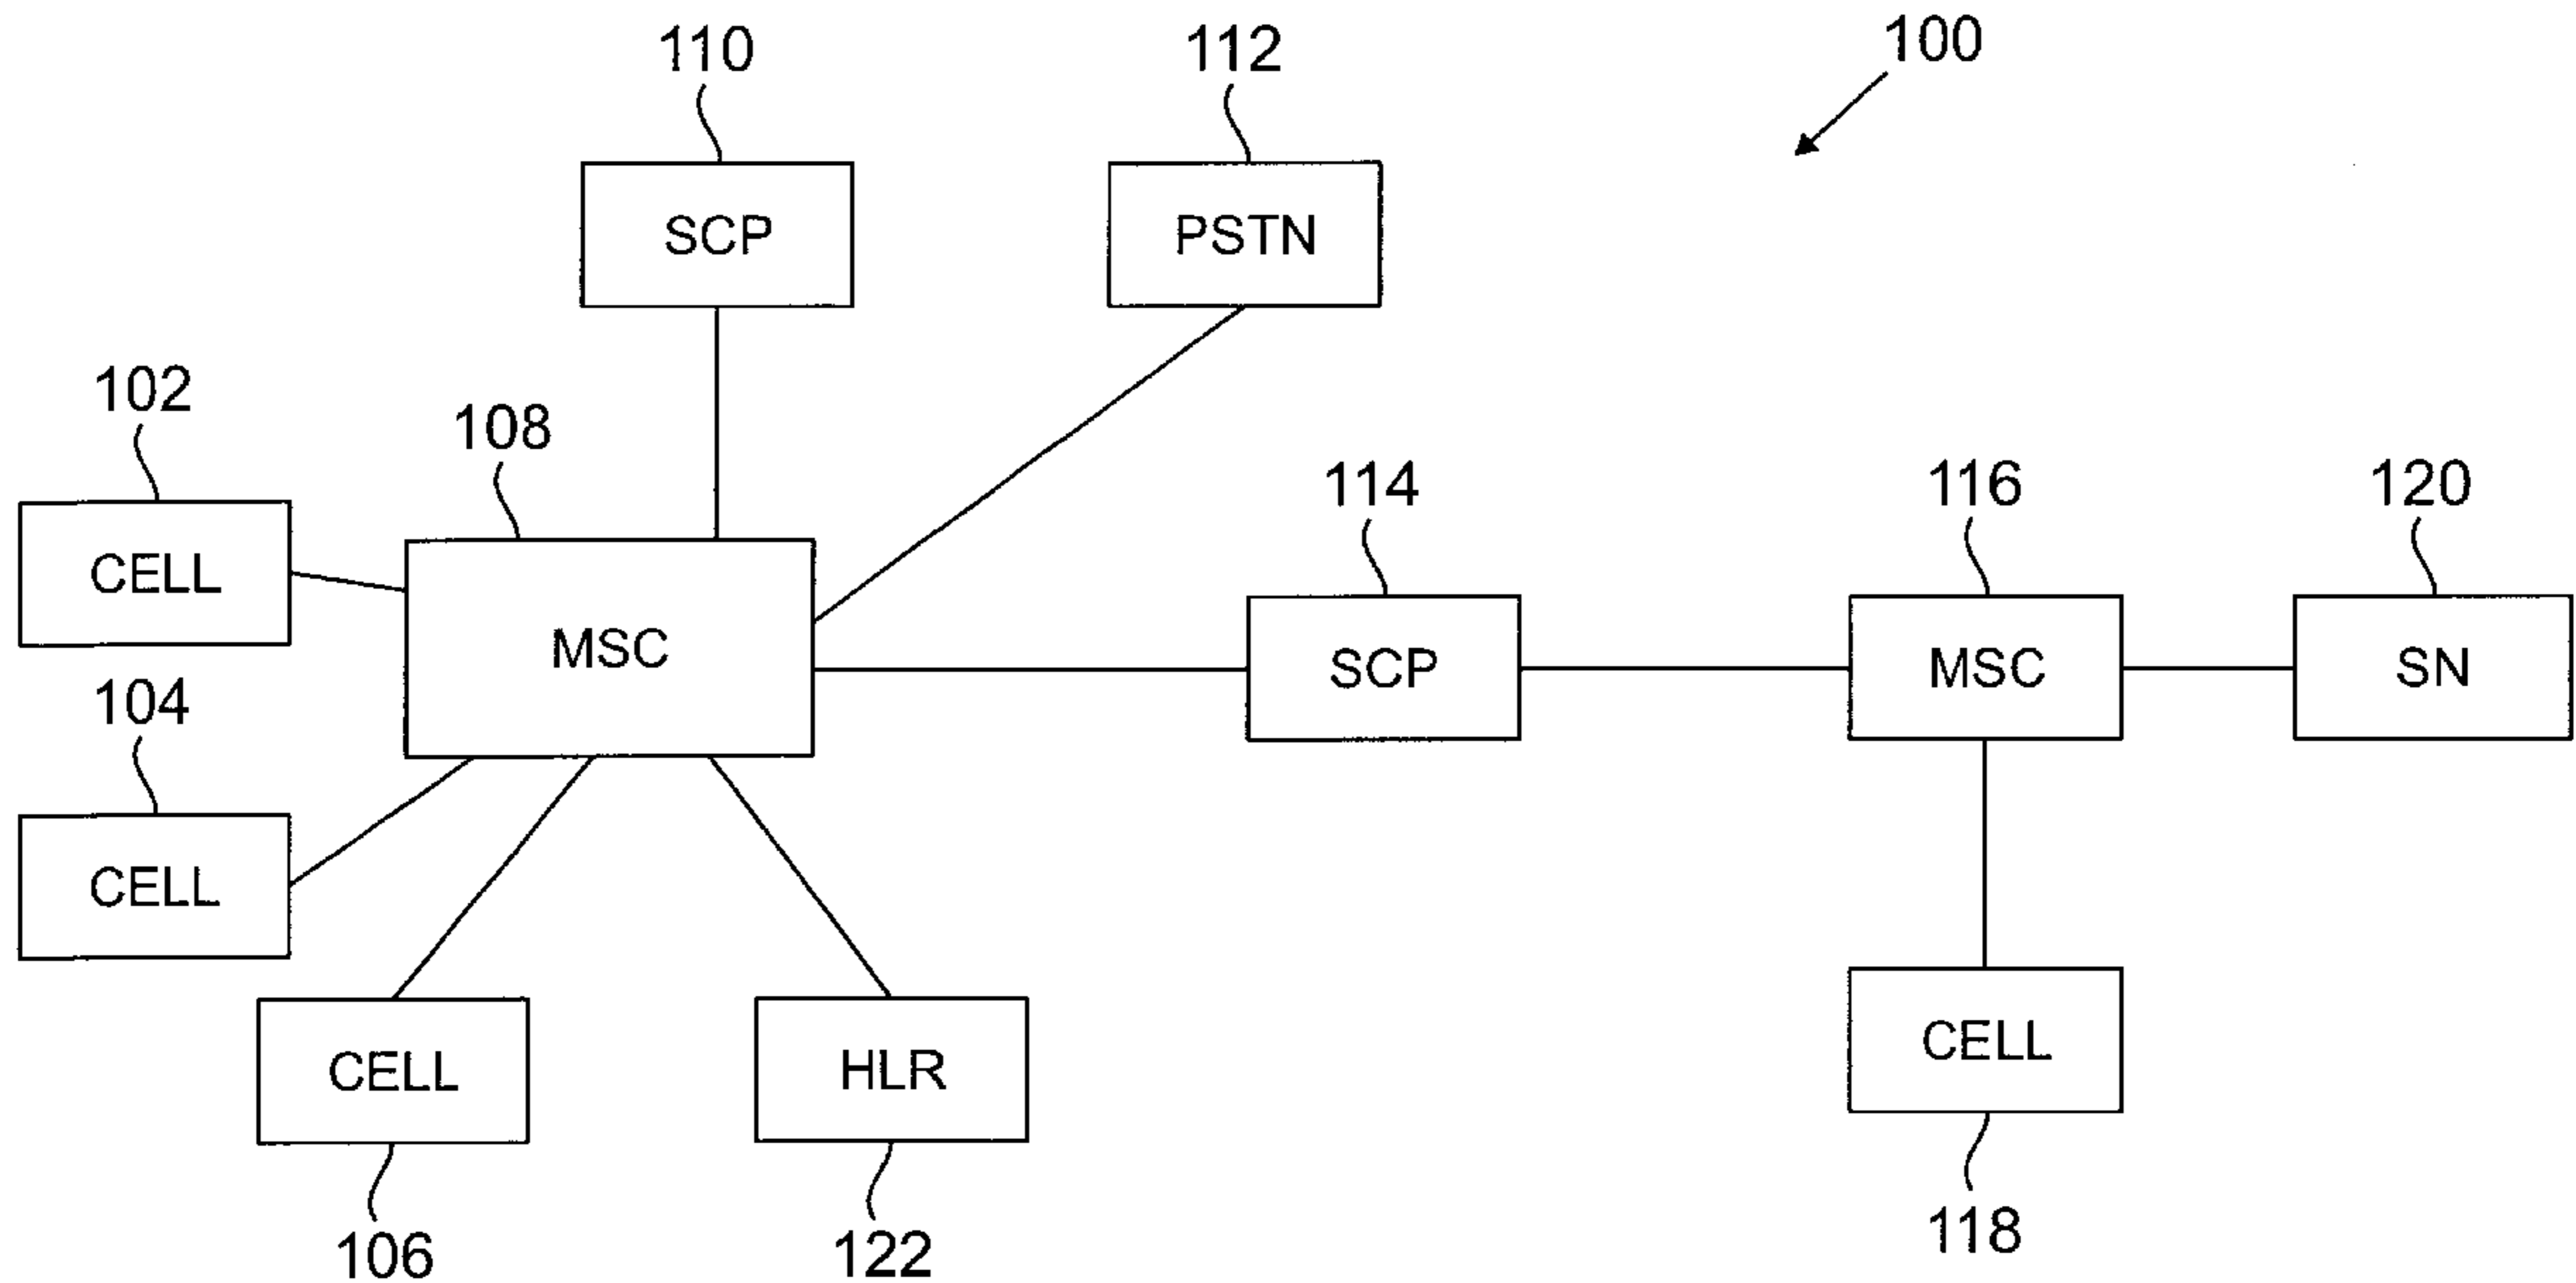 100
110
112
SCP
PSTN
102
108
CELL
MSC
114
116
120
SCP
MSC
SN
104
CELL
CELL
HLR
CELL
106
122
118